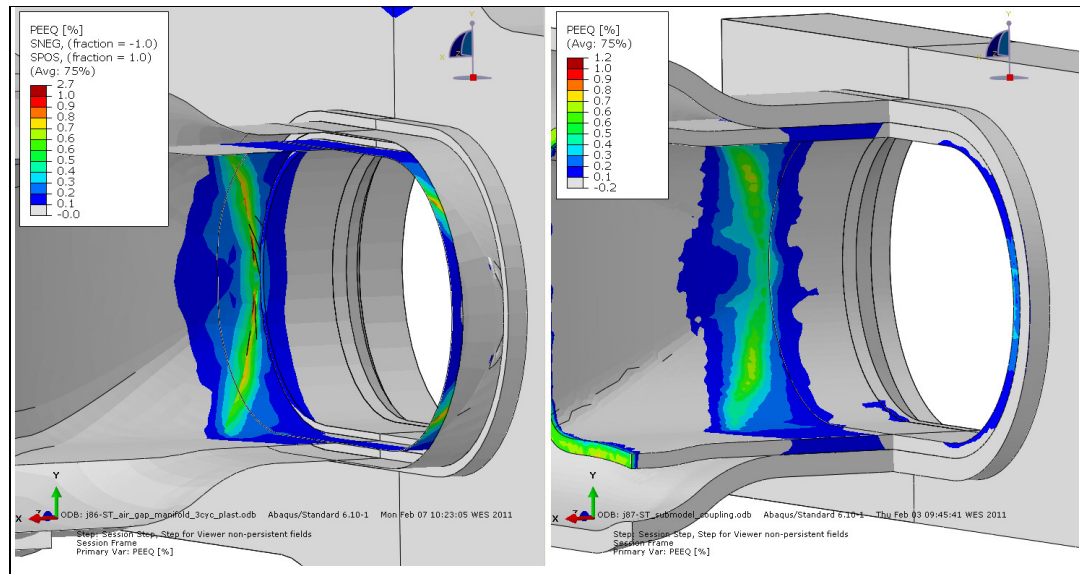 PEEQ [%]
SNEG, (fraction = -1.0)
SPOS, (fraction = 1.0)
(Avg: 75%)
2.7
1.0
0.9
0.8
0.7
0.6
0.5
0.4
0.3
0.2
0.1
-0.0
Y
X
Z
Y
X
Z
ODB: j86-ST_air_gap_manifold_3cyc_plast.odb Abaqus/Standard 6.10-1 Mon Feb 07 10:23:05 WES 2011
Step: Session Step, Step for Viewer non-persistent fields
Session Frame
Primary Var: PEEQ [%]
PEEQ [%]
(Avg: 75%)
1.2
1.0
0.9
0.8
0.7
0.6
0.5
0.4
0.3
0.2
0.1
-0.2
Y
X
Z
Y
X
Z
ODB: j87-ST_submodel_coupling.odb Abaqus/Standard 6.10-1 Thu Feb 03 09:45:41 WES 2011
Step: Session Step, Step for Viewer non-persistent fields
Session Frame
Primary Var: PEEQ [%]